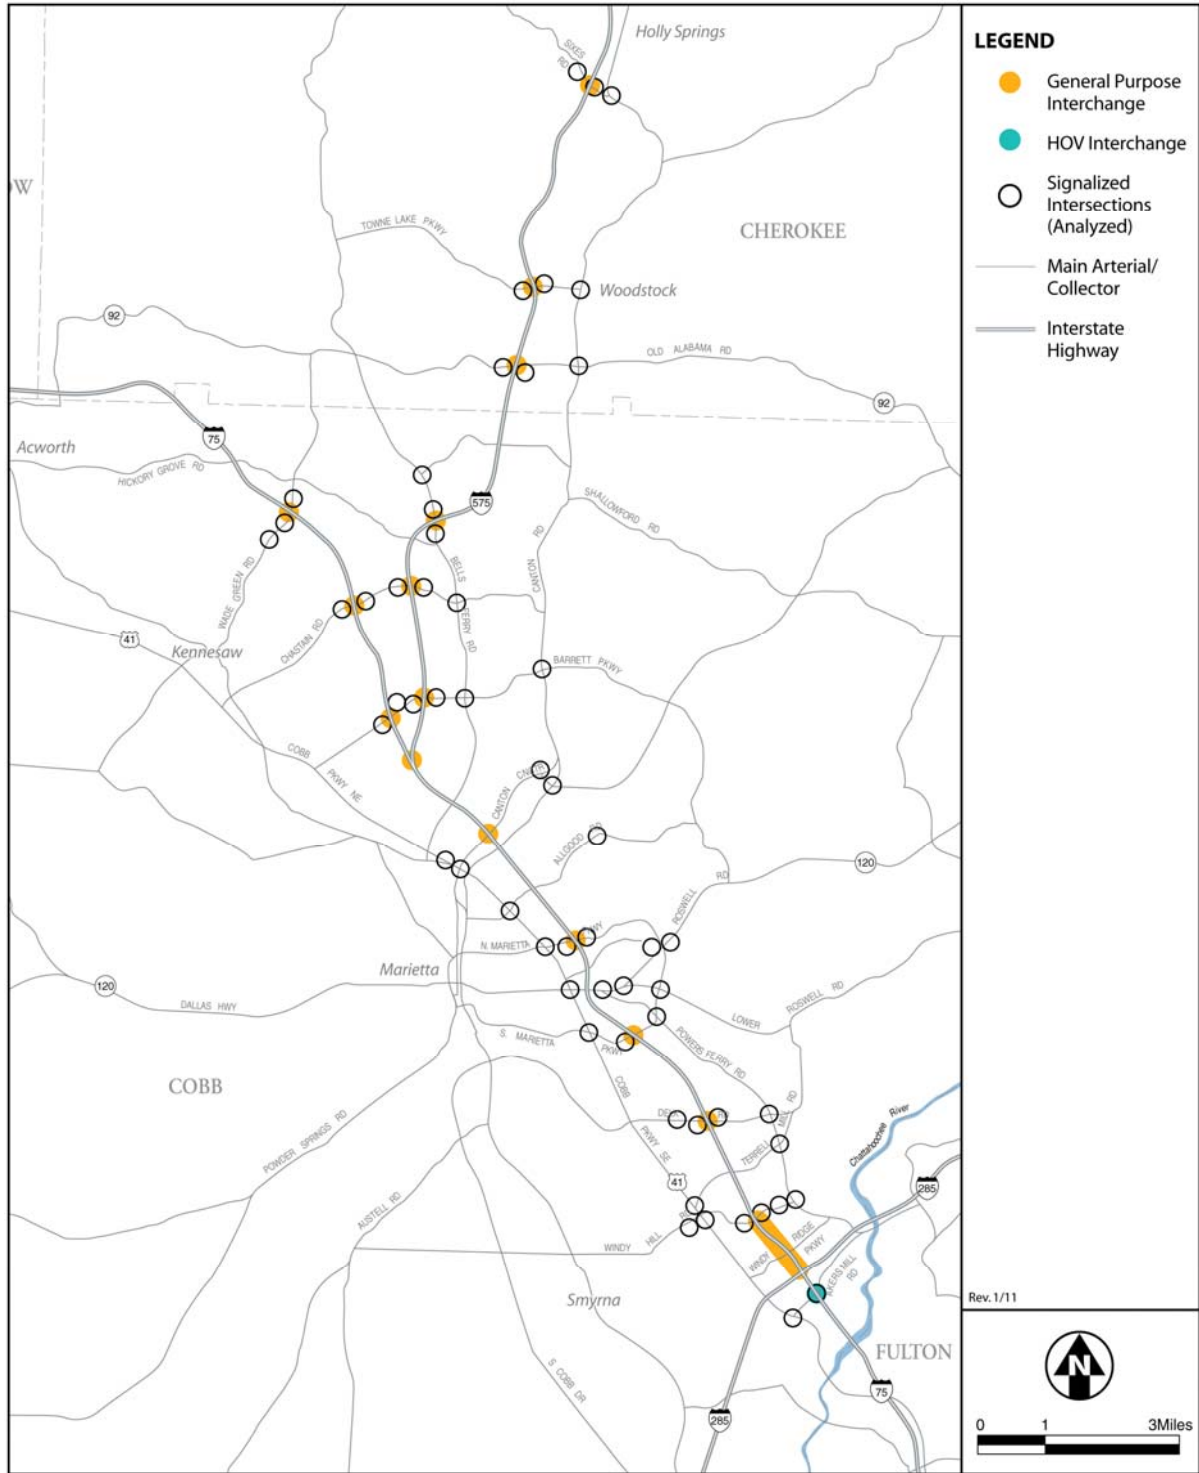 Holly Springs
SIXES
RD
OW
CHEROKEE
TOWNE LAKE PKWY
Woodstock
92
OLD ALABAMA RD
92
75
Acworth
HICKORY GROVE RD
575
SHALLOWFORD RD
RD
CANTON
BELLS
FERRY RD
WADE GREEN RD
CHASTAIN RD
41
Kennesaw
BARRETT PKWY
COBB
PKWY NE
CANTON
CNCTR
ALLGOOD RD
120
RD
ROSWELL
N. MARIETTA
PKWY
Marietta
120
DALLAS HWY
ROSWELL RD
LOWER
S. MARIETTA
PKWY
POWERS FERRY RD
COBB
PKWY SE
COBB
DELK
RD
MILL RD
TERRELL
Chattahoochee River
POWDER SPRINGS RD
41
285
AUSTELL RD
RD
HILL
WINDY
WINDY
RIDGE
PKWY
AKERS MILL
RD
Smyrna
FULTON
S COBB DR
75
285
LEGEND
General Purpose
Interchange
HOV Interchange
Signalized
Intersections
(Analyzed)
Main Arterial/
Collector
Interstate
Highway
Rev. 1/11
N
0 1 3Miles